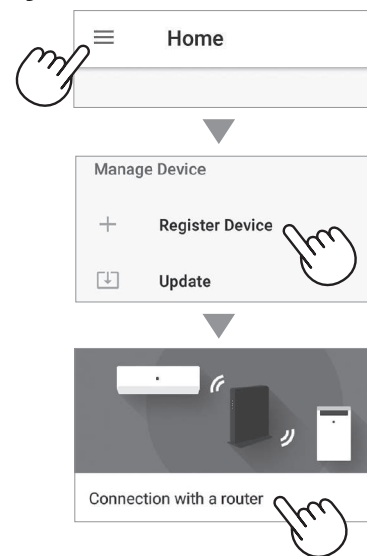 Home
Manage Device
Register Device
Update
Connection with a router